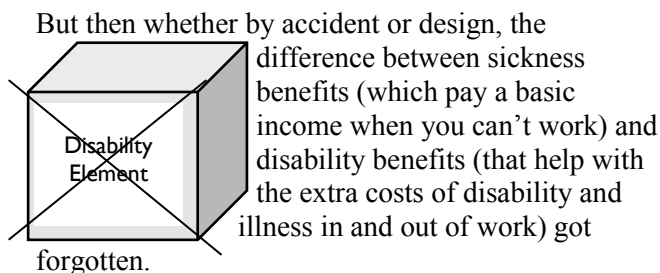 But then whether by accident or design, the
difference between sickness
benefits (which pay a basic
income when you can’t work) and
disability benefits (that help with
the extra costs of disability and
illness in and out of work) got
forgotten.
Disability
Element